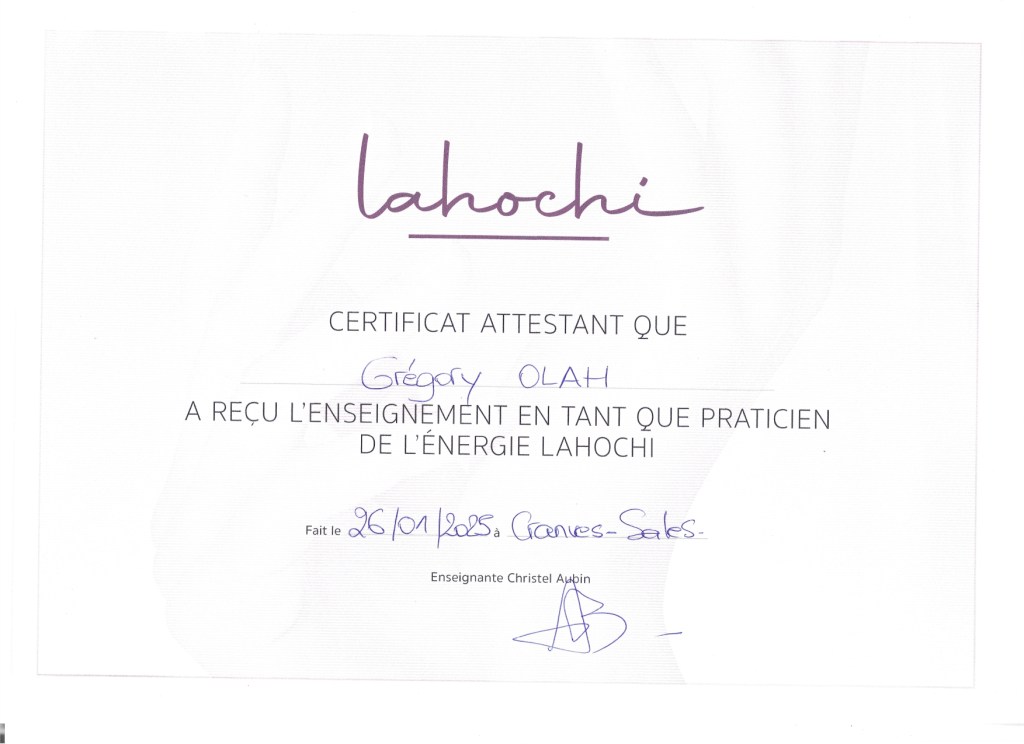 lahochi
CERTIFICAT ATTESTANT QUE
Grégory OLAH
A REÇU L'ENSEIGNEMENT EN TANT QUE PRATICIEN
DE L'ÉNERGIE LAHOCHI
Fait le 26/01/2025 à Cranves-Sales-
Enseignante Christel Aubin